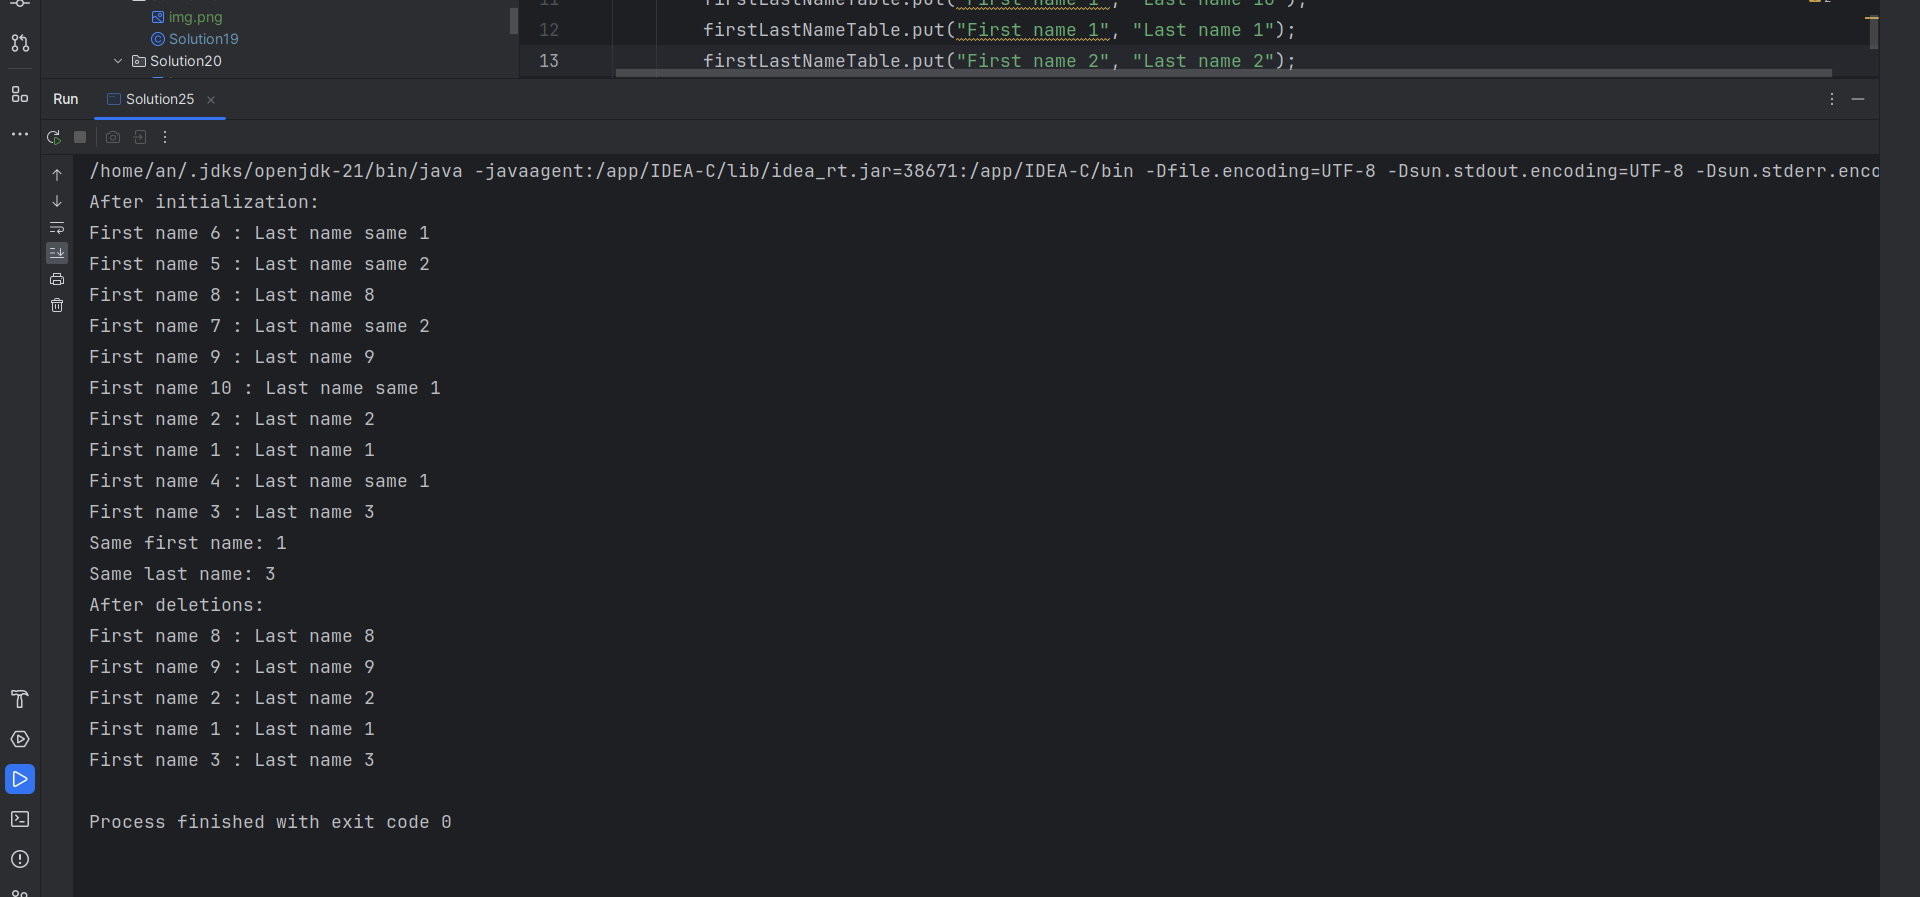 img.png
Solution19
Solution20
11 firstLastNameTable.put("First name 1", "Last name 10");
12 firstLastNameTable.put("First name 1", "Last name 1");
13 firstLastNameTable.put("First name 2", "Last name 2");
Run Solution25
/home/an/.jdks/openjdk-21/bin/java -javaagent:/app/IDEA-C/lib/idea_rt.jar=38671:/app/IDEA-C/bin -Dfile.encoding=UTF-8 -Dsun.stdout.encoding=UTF-8 -Dsun.stderr.enco
After initialization:
First name 6 : Last name same 1
First name 5 : Last name same 2
First name 8 : Last name 8
First name 7 : Last name same 2
First name 9 : Last name 9
First name 10 : Last name same 1
First name 2 : Last name 2
First name 1 : Last name 1
First name 4 : Last name same 1
First name 3 : Last name 3
Same first name: 1
Same last name: 3
After deletions:
First name 8 : Last name 8
First name 9 : Last name 9
First name 2 : Last name 2
First name 1 : Last name 1
First name 3 : Last name 3
Process finished with exit code 0